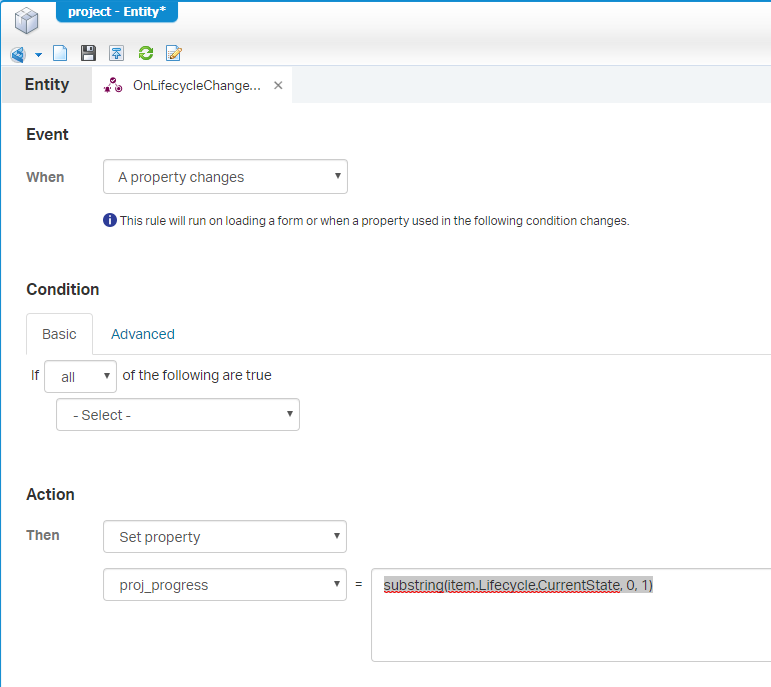 project - Entity*
Entity
OnLifecycleChange...
Event
When
A property changes
This rule will run on loading a form or when a property used in the following condition changes.
Condition
Basic
Advanced
If all of the following are true
- Select -
Action
Then
Set property
proj_progress = substring(item.Lifecycle.CurrentState, 0, 1)